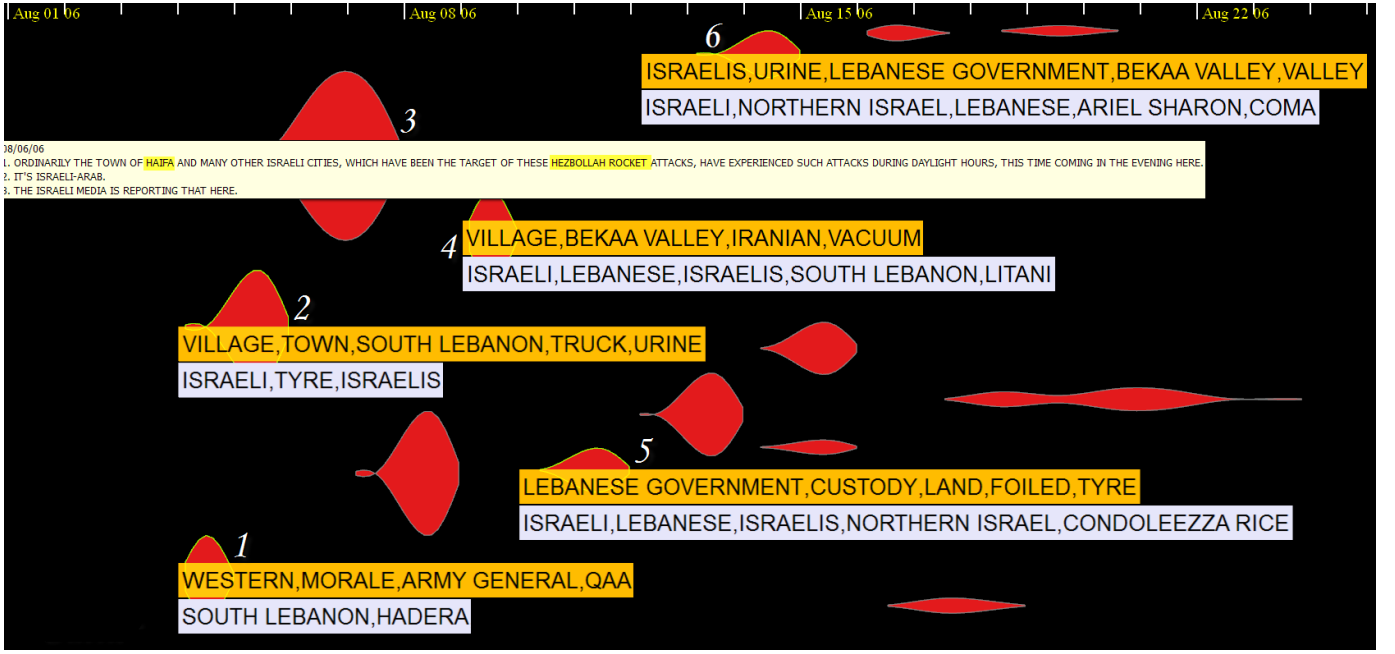 Aug 01 06
Aug 08 06
Aug 15 06
Aug 22 06
6
ISRAELIS,URINE,LEBANESE GOVERNMENT,BEKAA VALLEY,VALLEY
ISRAELI,NORTHERN ISRAEL,LEBANESE,ARIEL SHARON,COMA
3
08/06/06
1. ORDINARILY THE TOWN OF HAIFA AND MANY OTHER ISRAELI CITIES, WHICH HAVE BEEN THE TARGET OF THESE HEZBOLLAH ROCKET ATTACKS, HAVE EXPERIENCED SUCH ATTACKS DURING DAYLIGHT HOURS, THIS TIME COMING IN THE EVENING HERE.
2. IT'S ISRAELI-ARAB.
3. THE ISRAELI MEDIA IS REPORTING THAT HERE.
4
VILLAGE,BEKAA VALLEY,IRANIAN,VACUUM
ISRAELI,LEBANESE,ISRAELIS,SOUTH LEBANON,LITANI
2
VILLAGE,TOWN,SOUTH LEBANON,TRUCK,URINE
ISRAELI,TYRE,ISRAELIS
5
LEBANESE GOVERNMENT,CUSTODY,LAND,FOILED,TYRE
ISRAELI,LEBANESE,ISRAELIS,NORTHERN ISRAEL,CONDOLEEZZA RICE
1
WESTERN,MORALE,ARMY GENERAL,QAA
SOUTH LEBANON,HADERA